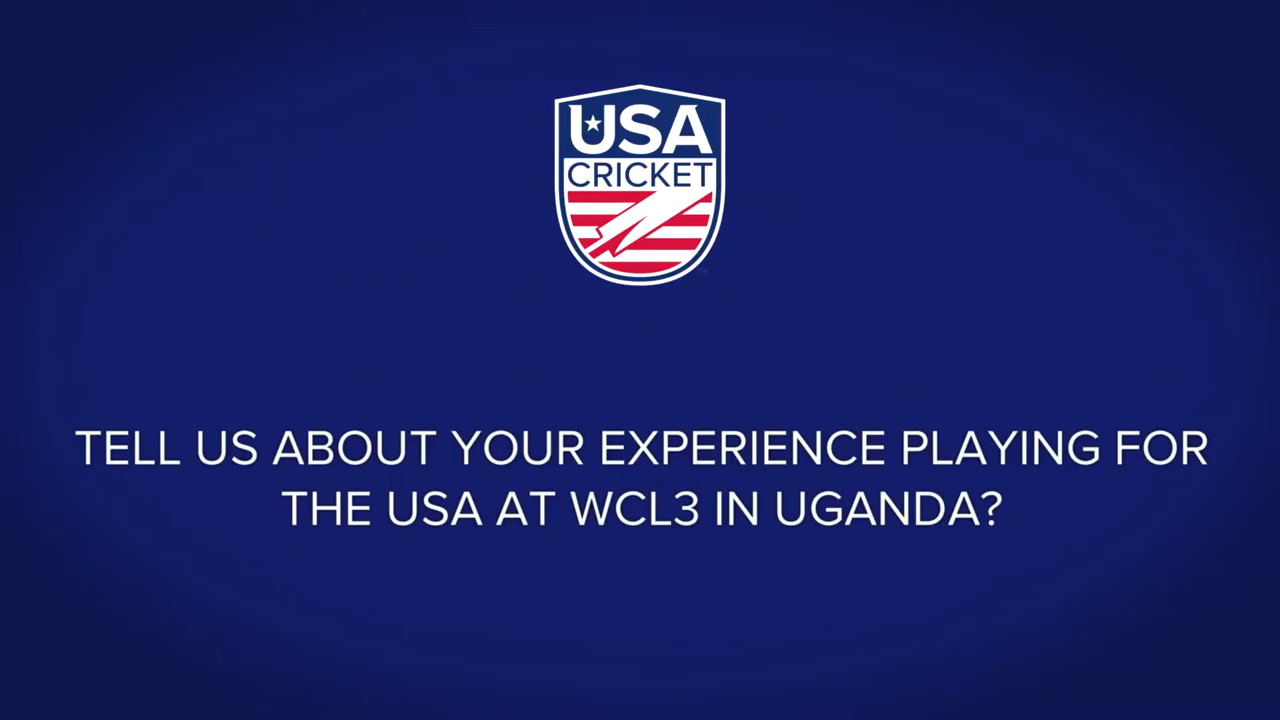 USA
CRICKET
TELL US ABOUT YOUR EXPERIENCE PLAYING FOR
THE USA AT WCL3 IN UGANDA?